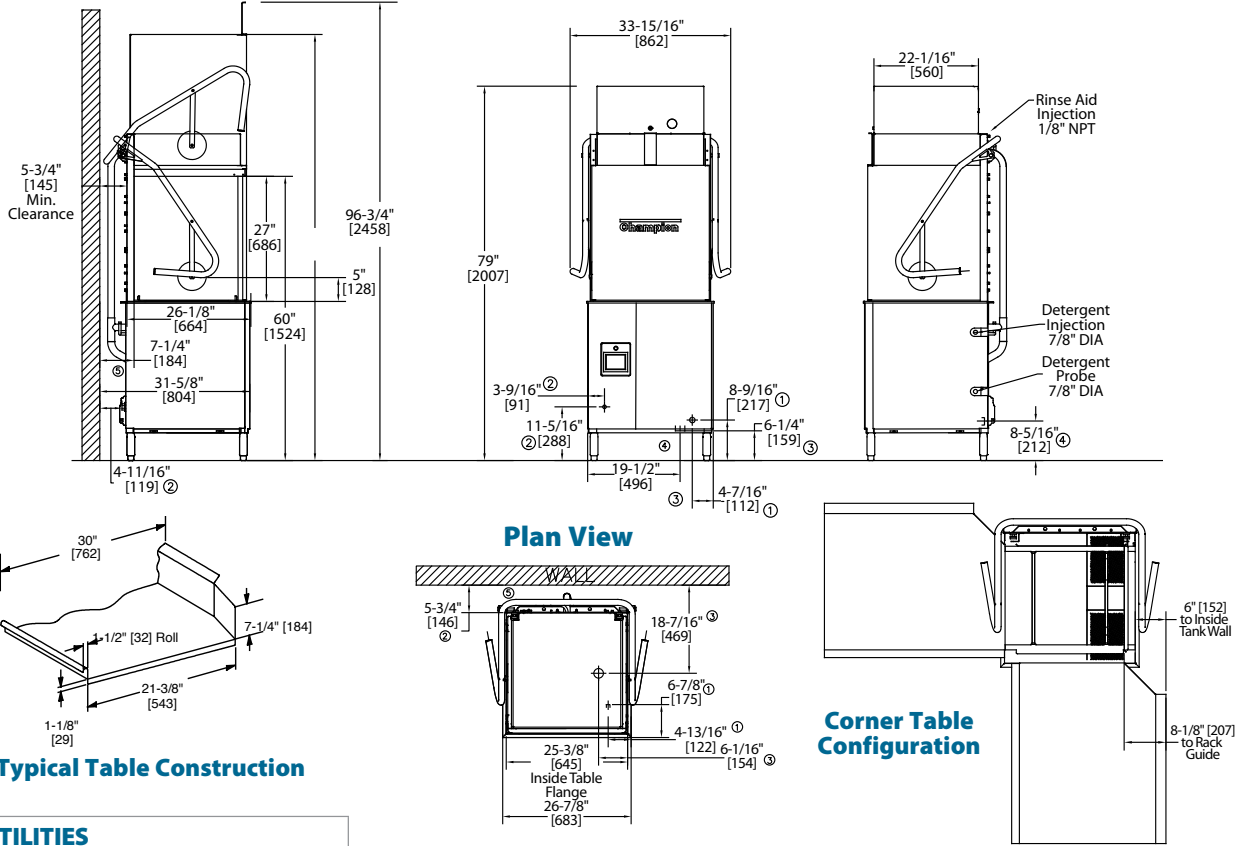 5-3/4"
[145]
Min.
Clearance
27"
[686]
5"
[128]
96-3/4"
[2458]
26-1/8"
[664]
60"
[1524]
7-1/4"
[184]
⑤
31-5/8"
[804]
4-11/16"
[119] ②
33-15/16"
[862]
79"
[2007]
Champion
3-9/16" ②
[91]
11-5/16"
② [288]
8-9/16"
[217] ①
6-1/4"
[159] ③
④
19-1/2"
[496]
③
4-7/16"
[112] ①
22-1/16"
[560]
Rinse Aid
Injection
1/8" NPT
Detergent
Injection
7/8" DIA
Detergent
Probe
7/8" DIA
8-5/16"
[212] ④
30"
[762]
1-1/2" [32] Roll
7-1/4" [184]
21-3/8"
[543]
1-1/8"
[29]
Typical Table Construction
Plan View
WALL
⑤
5-3/4"
[146]
②
18-7/16" ③
[469]
6-7/8" ①
[175]
4-13/16" ①
[122]
6-1/16"
[154] ③
25-3/8"
[645]
Inside Table
Flange
26-7/8"
[683]
6" [152]
to Inside
Tank Wall
8-1/8" [207]
to Rack
Guide
Corner Table
Configuration
TILITIES